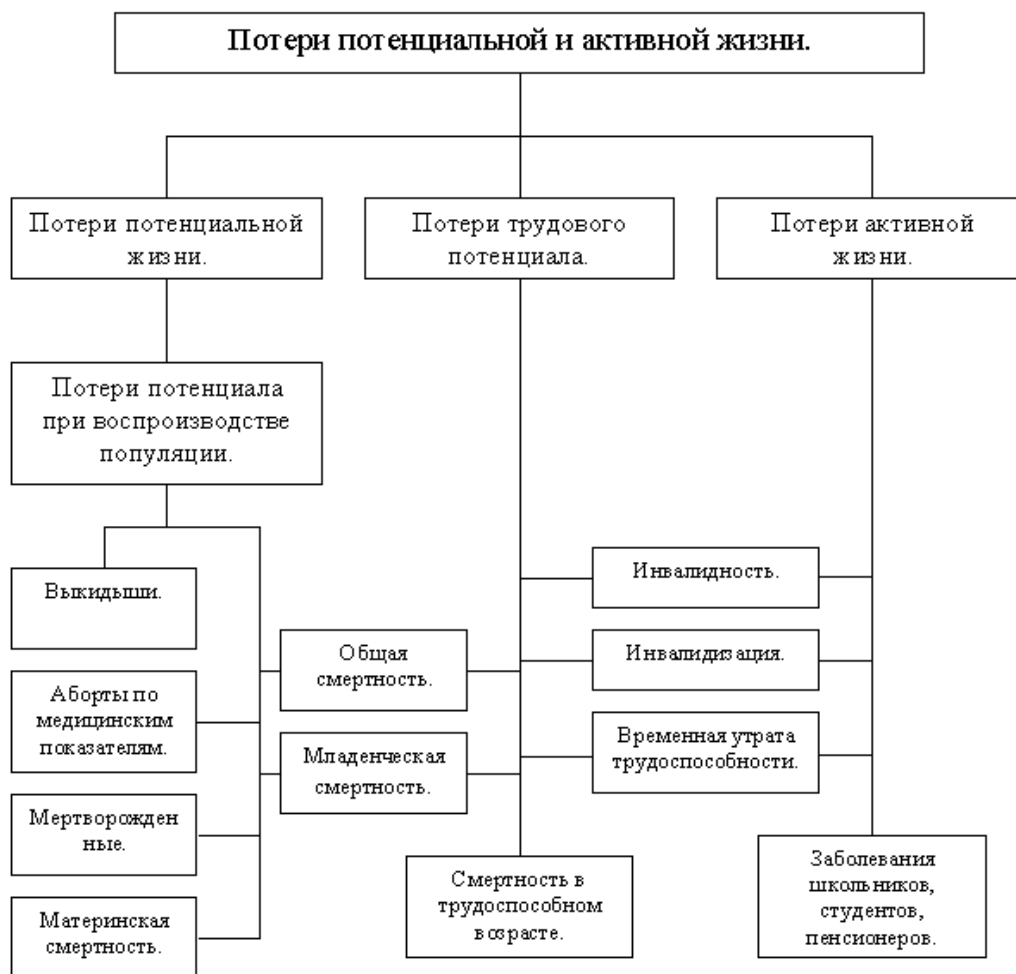 Потери потенциальной и активной жизни.
Потери потенциальной
жизни.
Потери трудового
потенциала.
Потери активной
жизни.
Потери потенциала
при воспроизводстве
популяции.
Выкидыши.
Аборты по
медицинским
показателям.
Мертворожден
ные.
Материнская
смертность.
Общая
смертность.
Младенческая
смертность.
Смертность в
трудоспособном
возрасте.
Инвалидность.
Инвалидизация.
Временная утрата
трудоспособности.
Заболевания
школьников,
студентов,
пенсионеров.